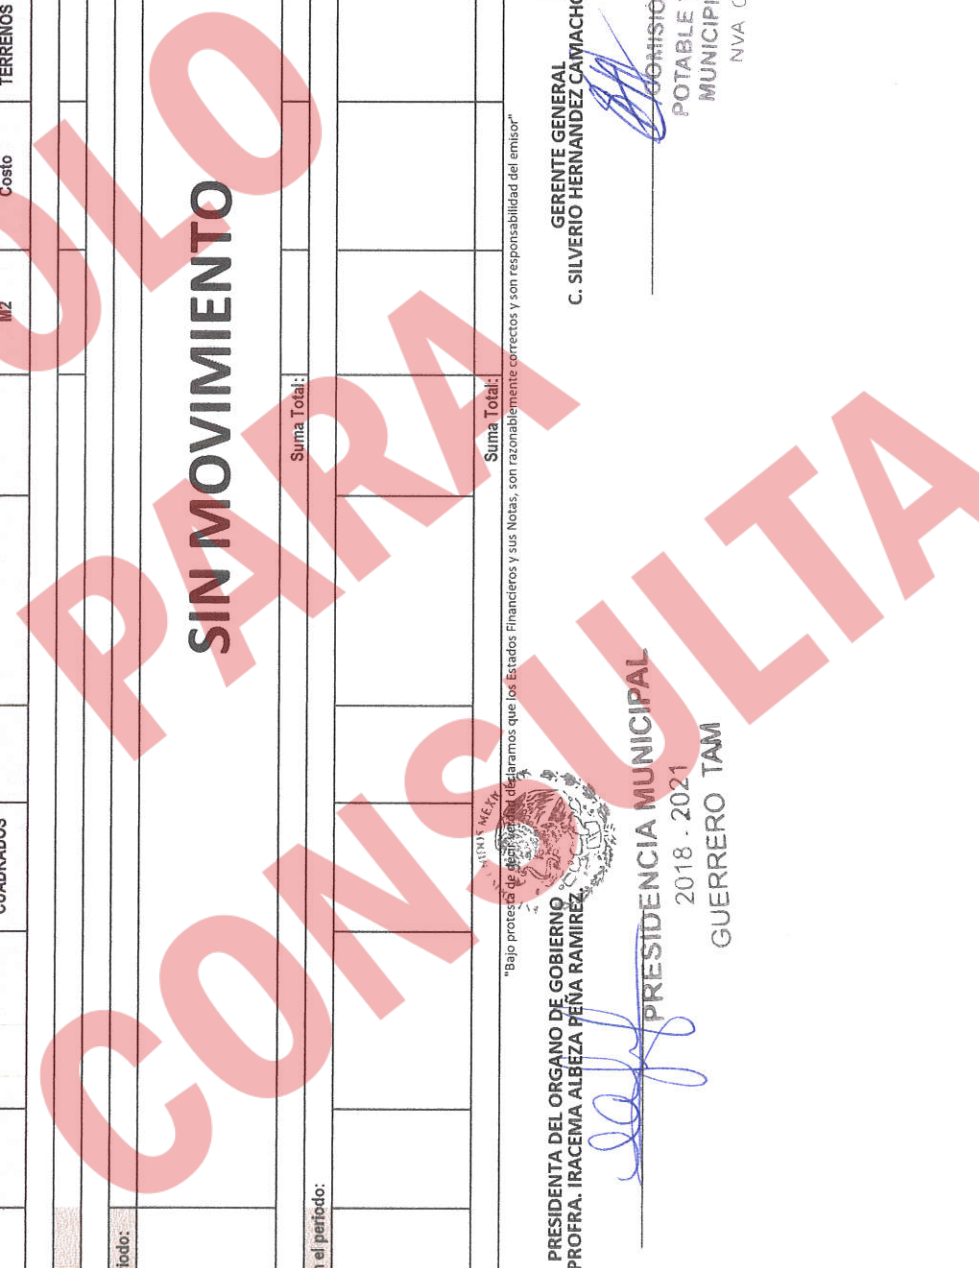 TERRENOS
Costo
M2
CUADRADOS
iodo:
SIN MOVIMIENTO
Suma Total:
el periodo:
Suma Total:
"Bajo protesta de decir verdad declaramos que los Estados Financieros y sus Notas, son razonablemente correctos y son responsabilidad del emisor"
PRESIDENTA DEL ORGANO DE GOBIERNO
PROFRA. IRACEMA ALBEZA PEÑA RAMIREZ
GERENTE GENERAL
C. SILVERIO HERNANDEZ CAMACHO
PRESIDENCIA MUNICIPAL
2018 - 2021
GUERRERO TAM
COMISIÓ
POTABLE
MUNICIPI
NVA
OLO
PARA
CONSULTA